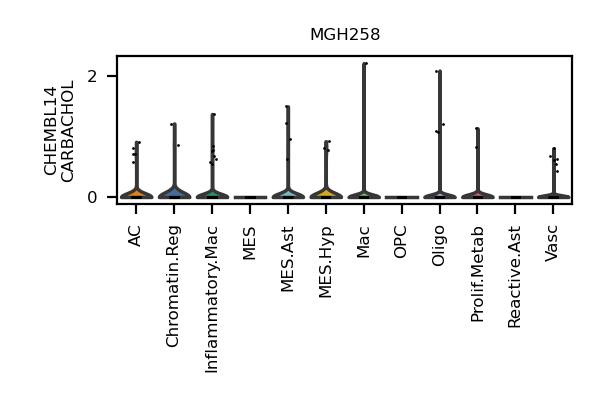 MGH258
CHEMBL14
CARBACHOL
2
0
AC
Chromatin.Reg
Inflammatory.Mac
MES
MES.Ast
MES.Hyp
Mac
OPC
Oligo
Prolif.Metab
Reactive.Ast
Vasc